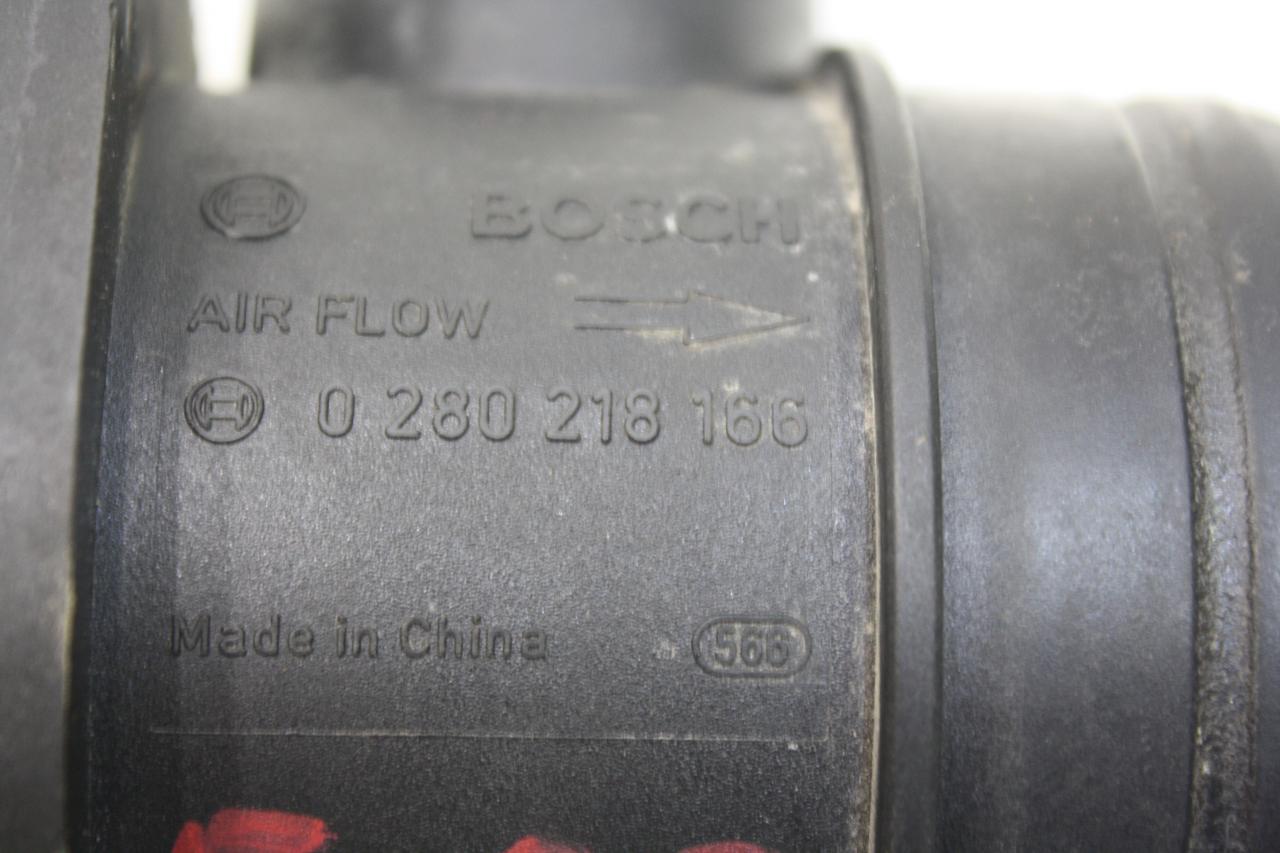 BOSCH
AIR FLOW
0 280 218 166
Made in China
566